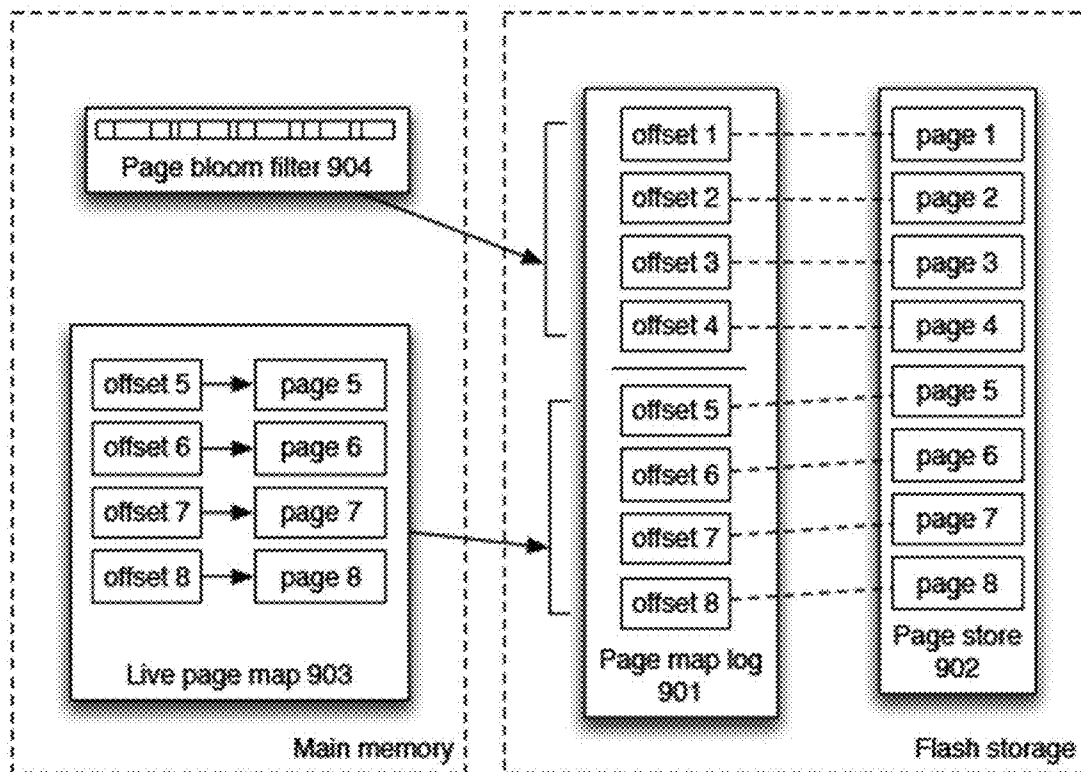 Page bloom filter 904
offset 5 page 5
offset 6 page 6
offset 7 page 7
offset 8 page 8
Live page map 903
Main memory
offset 1
offset 2
offset 3
offset 4
offset 5
offset 6
offset 7
offset 8
Page map log
901
page 1
page 2
page 3
page 4
page 5
page 6
page 7
page 8
Page store
902
Flash storage